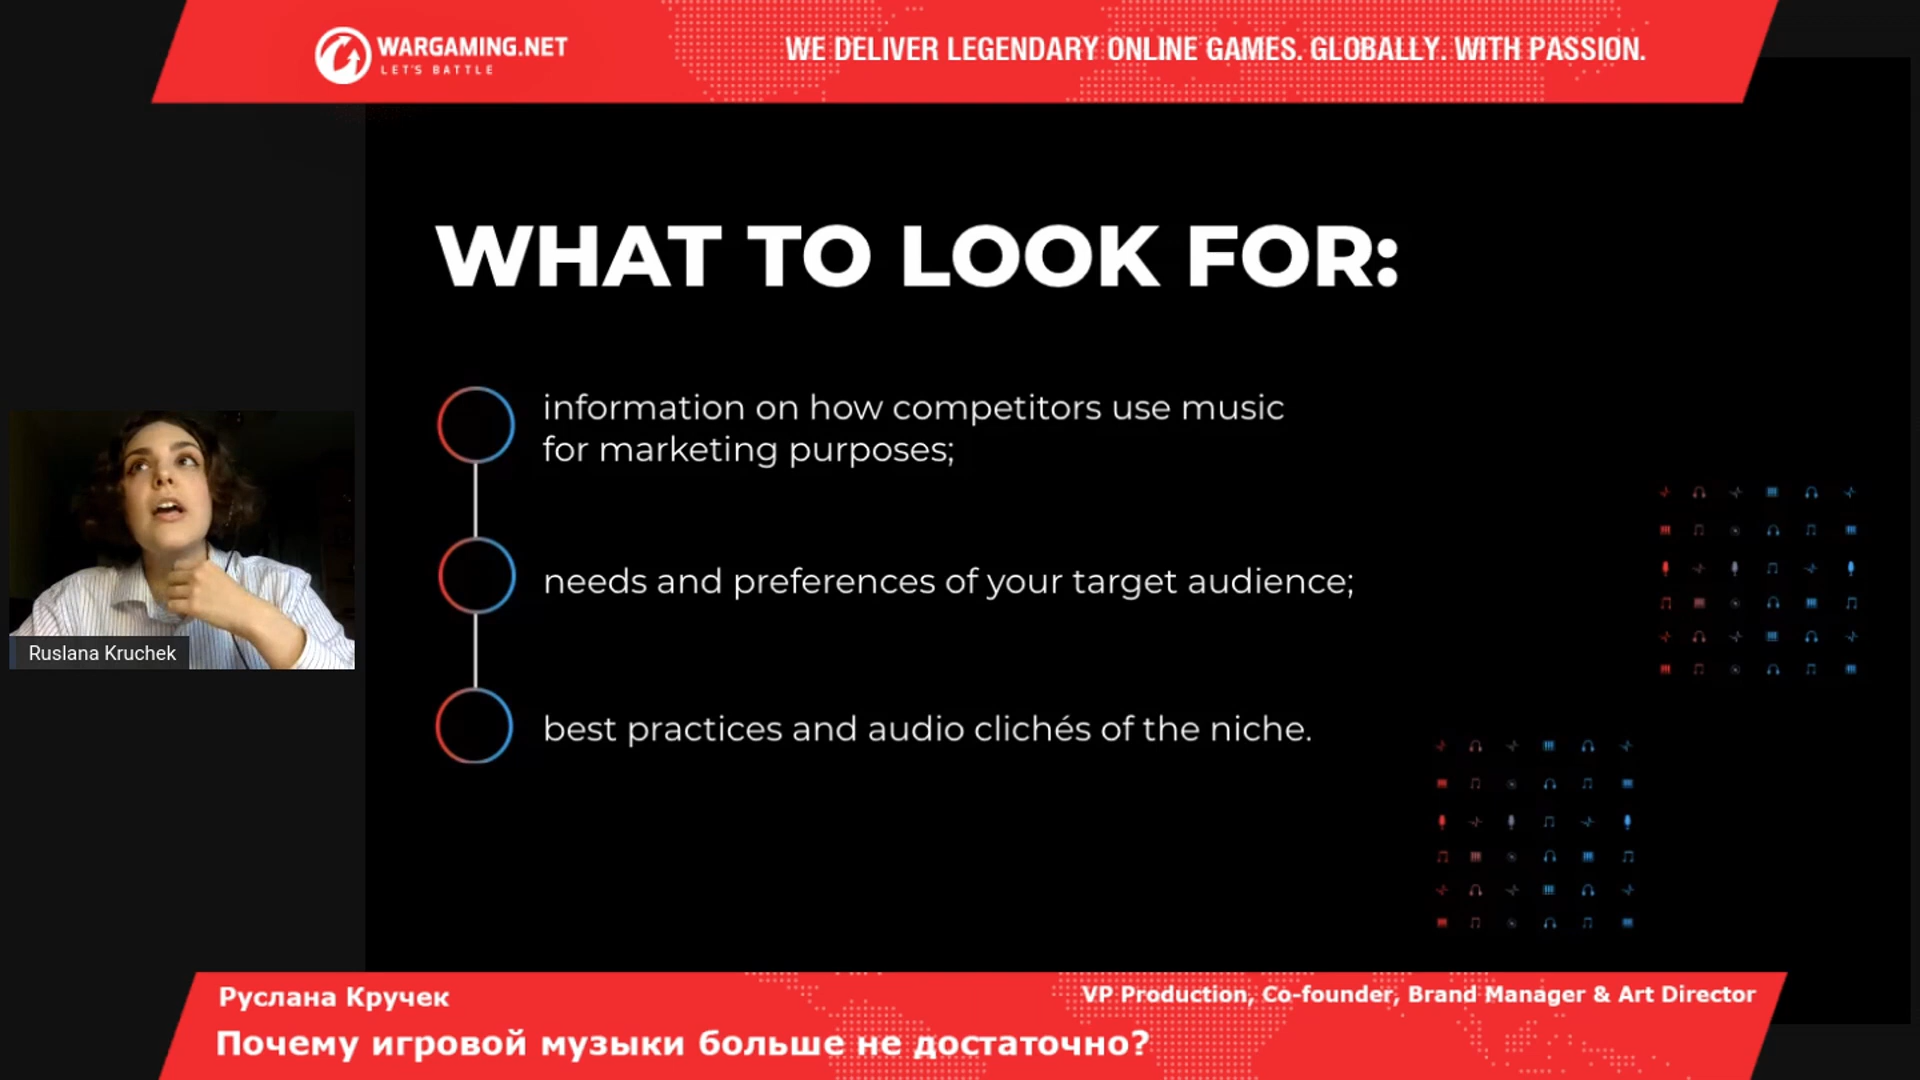 WARGAMING.NET
LET'S BATTLE
WE DELIVER LEGENDARY ONLINE GAMES. GLOBALLY. WITH PASSION.
WHAT TO LOOK FOR:
information on how competitors use music
for marketing purposes;
needs and preferences of your target audience;
best practices and audio clichés of the niche.
Ruslana Kruchek
Руслана Кручек
VP Production, Co-founder, Brand Manager & Art Director
Почему игровой музыки больше не достаточно?